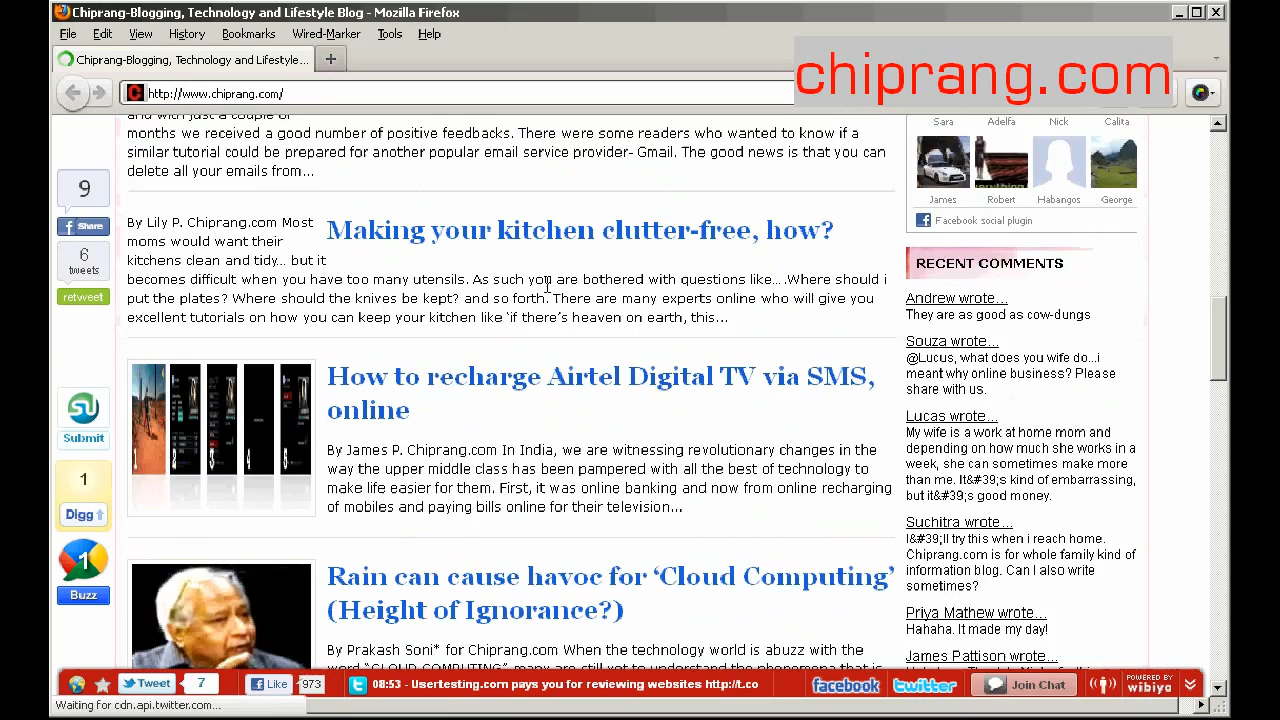 Chiprang-Blogging, Technology and Lifestyle Blog - Mozilla Firefox
File Edit View History Bookmarks Wired-Marker Tools Help
Chiprang-Blogging, Technology and Lifestyle...
chiprang.com
http://www.chiprang.com/
and with just a couple of
months we received a good number of positive feedbacks. There were some readers who wanted to know if a
similar tutorial could be prepared for another popular email service provider- Gmail. The good news is that you can
delete all your emails from...
9
Share
6
tweets
retweet
By Lily P. Chiprang.com Most
moms would want their
kitchens clean and tidy... but it
Making your kitchen clutter-free, how?
becomes difficult when you have too many utensils. As such you are bothered with questions like ..Where should i
put the plates? Where should the knives be kept? and so forth. There are many experts online who will give you
excellent tutorials on how you can keep your kitchen like 'if there's heaven on earth, this...
Submit
1
Digg
1
Buzz
1 2 3 4 5
How to recharge Airtel Digital TV via SMS,
online
By James P. Chiprang.com In India, we are witnessing revolutionary changes in the
way the upper middle class has been pampered with all the best of technology to
make life easier for them. First, it was online banking and now from online recharging
of mobiles and paying bills online for their television...
Rain can cause havoc for ‘Cloud Computing’
(Height of Ignorance?)
By Prakash Soni* for Chiprang.com When the technology world is abuzz with the
word “CLOUD COMPUTING” many are still yet to understand the phenomena that is
Sara Adelfa Nick Calita
James Robert Habangos George
Facebook social plugin
RECENT COMMENTS
Andrew wrote...
They are as good as cow-dungs
Souza wrote...
@Lucus, what does you wife do...i
meant why online business? Please
share with us.
Lucas wrote...
My wife is a work at home mom and
depending on how much she works in a
week, she can sometimes make more
than me. It&#39;s kind of embarrassing,
but it&#39;s good money.
Suchitra wrote...
I&#39;ll try this when i reach home.
Chiprang.com is for whole family kind of
information blog. Can I also write
sometimes?
Priya Mathew wrote...
Hahaha. It made my day!
James Pattison wrote...
Tweet 7 Like 973 08:53 - Usertesting.com pays you for reviewing websites http://t.co facebook twitter Join Chat POWERED BY wibiya
Waiting for cdn.api.twitter.com...